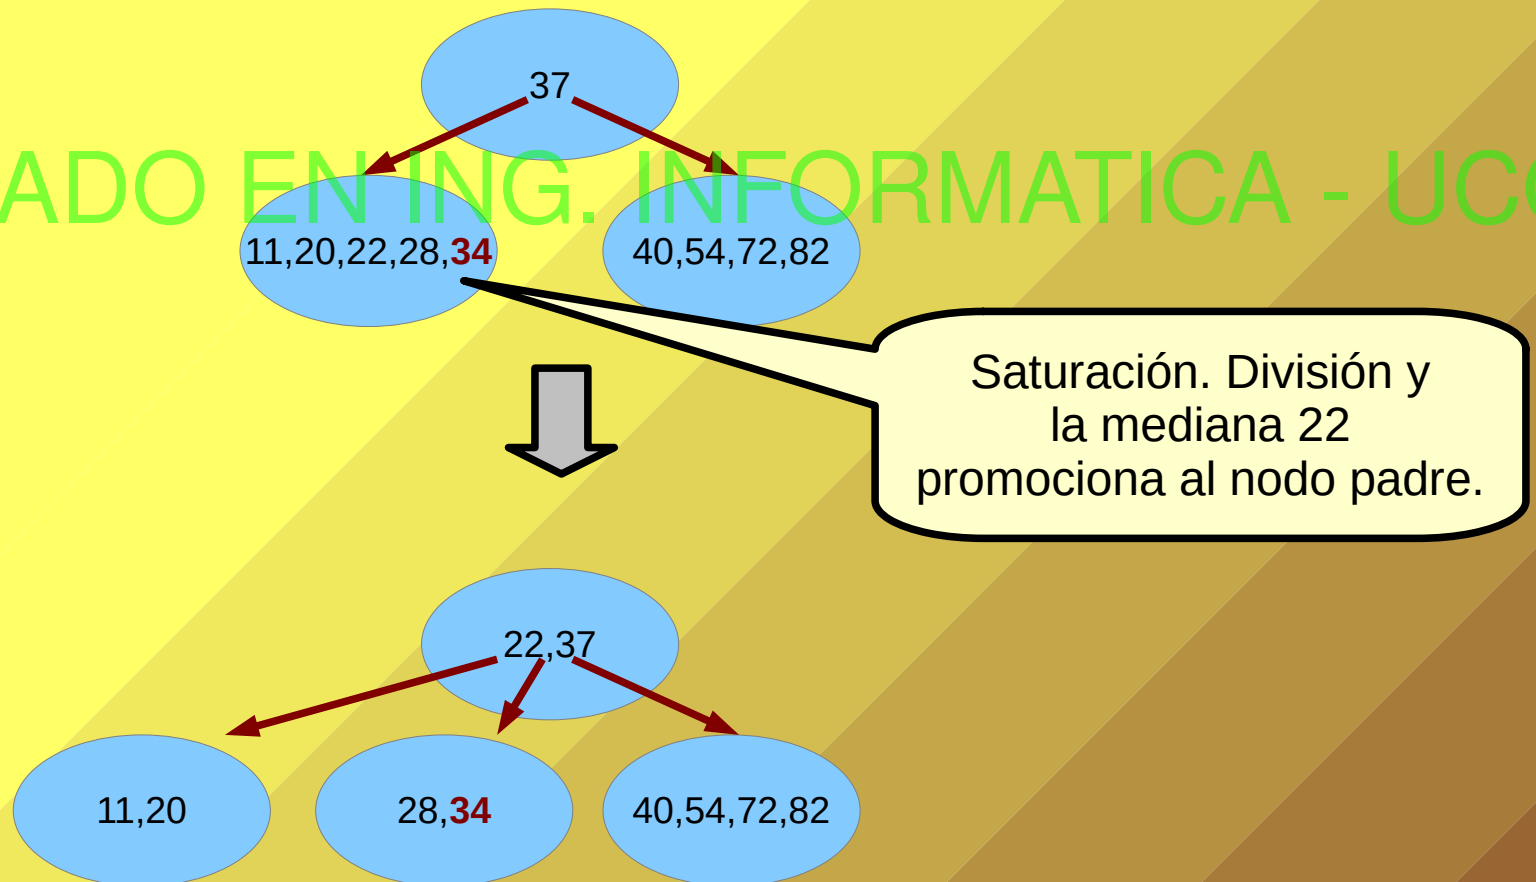 37
ADO EN ING. INFORMATICA - UC
11,20,22,28,34
40,54,72,82
Saturación. División y
la mediana 22
promociona al nodo padre.
22,37
11,20
28,34
40,54,72,82